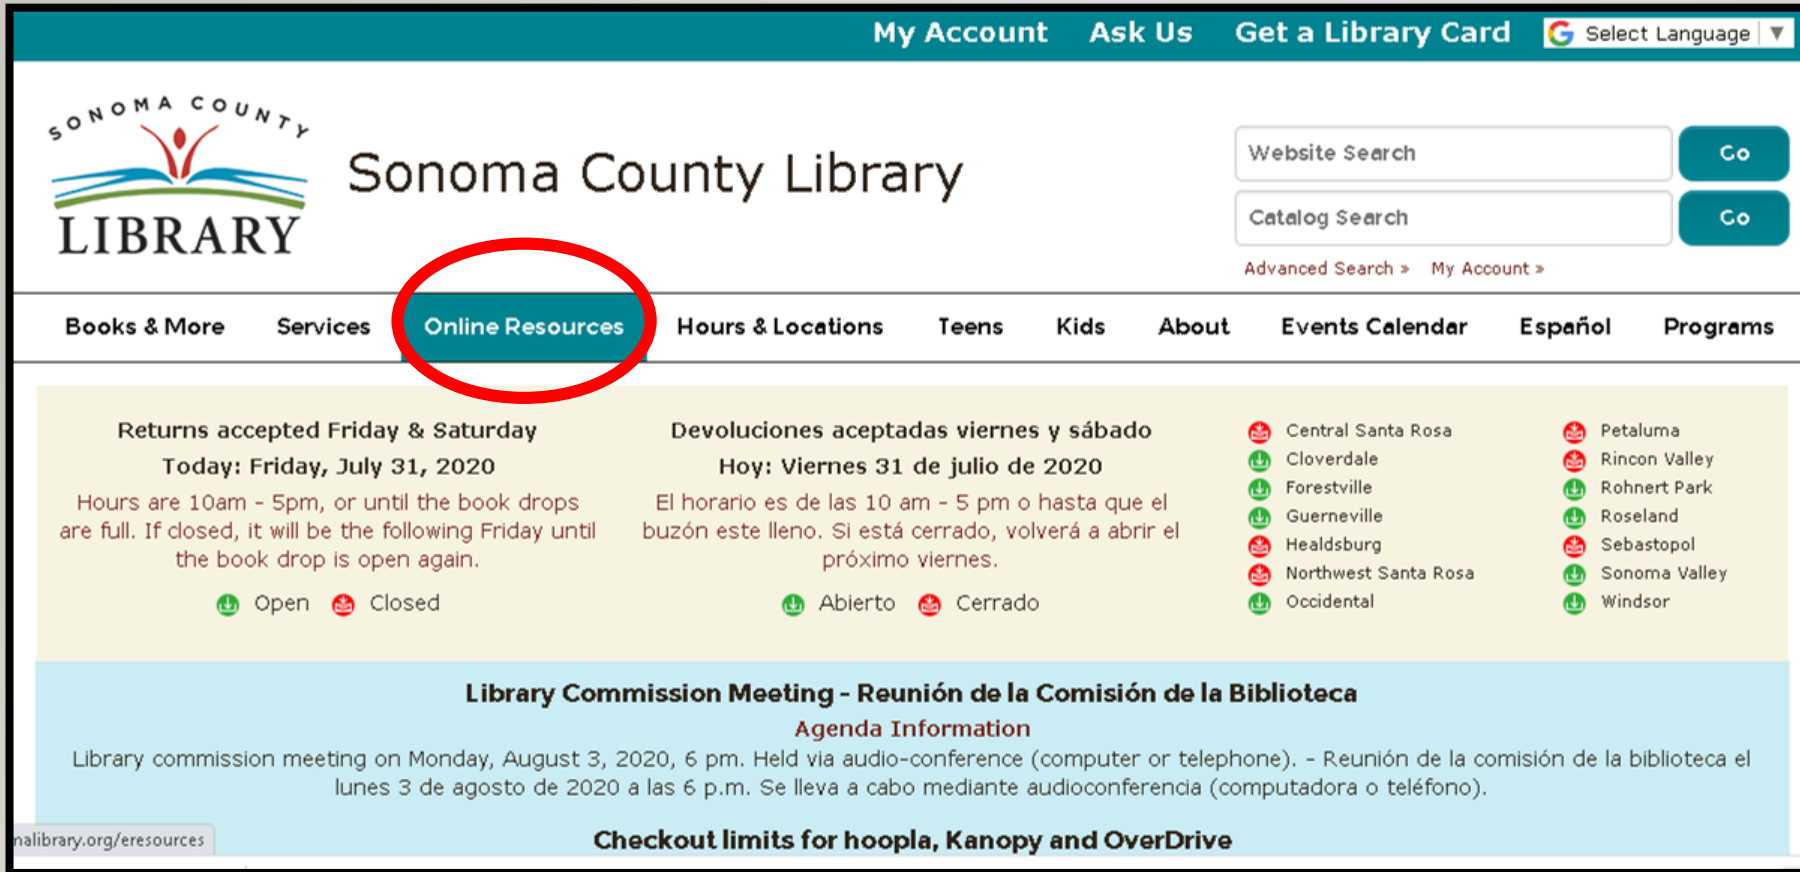 My Account Ask Us Get a Library Card Select Language
SONOMA COUNTY
LIBRARY
Sonoma County Library
Website Search Go
Catalog Search Go
Advanced Search » My Account »
Books & More Services Online Resources Hours & Locations Teens Kids About Events Calendar Español Programs
Returns accepted Friday & Saturday
Today: Friday, July 31, 2020
Hours are 10am - 5pm, or until the book drops
are full. If closed, it will be the following Friday until
the book drop is open again.
Open Closed
Devoluciones aceptadas viernes y sábado
Hoy: Viernes 31 de julio de 2020
El horario es de las 10 am - 5 pm o hasta que el
buzón este lleno. Si está cerrado, volverá a abrir el
próximo viernes.
Abierto Cerrado
Central Santa Rosa
Cloverdale
Forestville
Guerneville
Healdsburg
Northwest Santa Rosa
Occidental
Petaluma
Rincon Valley
Rohnert Park
Roseland
Sebastopol
Sonoma Valley
Windsor
Library Commission Meeting - Reunión de la Comisión de la Biblioteca
Agenda Information
Library commission meeting on Monday, August 3, 2020, 6 pm. Held via audio-conference (computer or telephone). - Reunión de la comisión de la biblioteca el
lunes 3 de agosto de 2020 a las 6 p.m. Se lleva a cabo mediante audioconferencia (computadora o teléfono).
Checkout limits for hoopla, Kanopy and OverDrive
malibrary.org/eresources